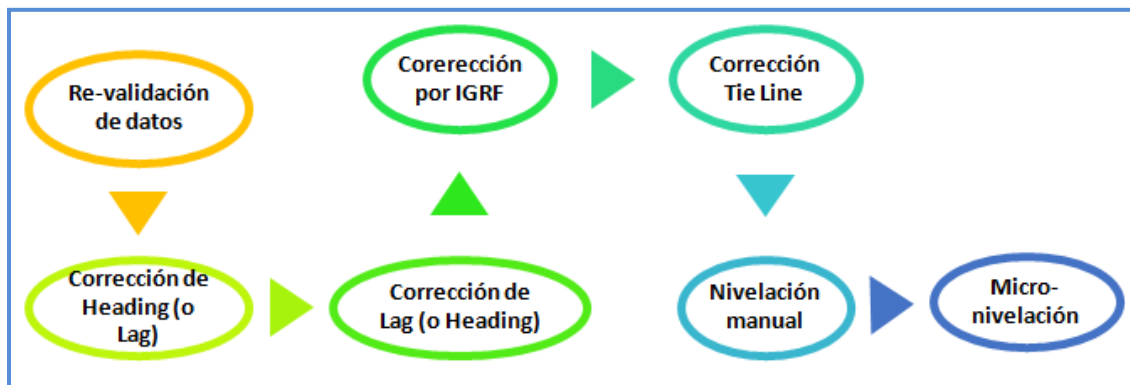 Re-validación
de datos
Corrección de
Heading (o
Lag)
Corrección de
Lag (o Heading)
Corerección
por IGRF
Corrección
Tie Line
Nivelación
manual
Micro-
nivelación